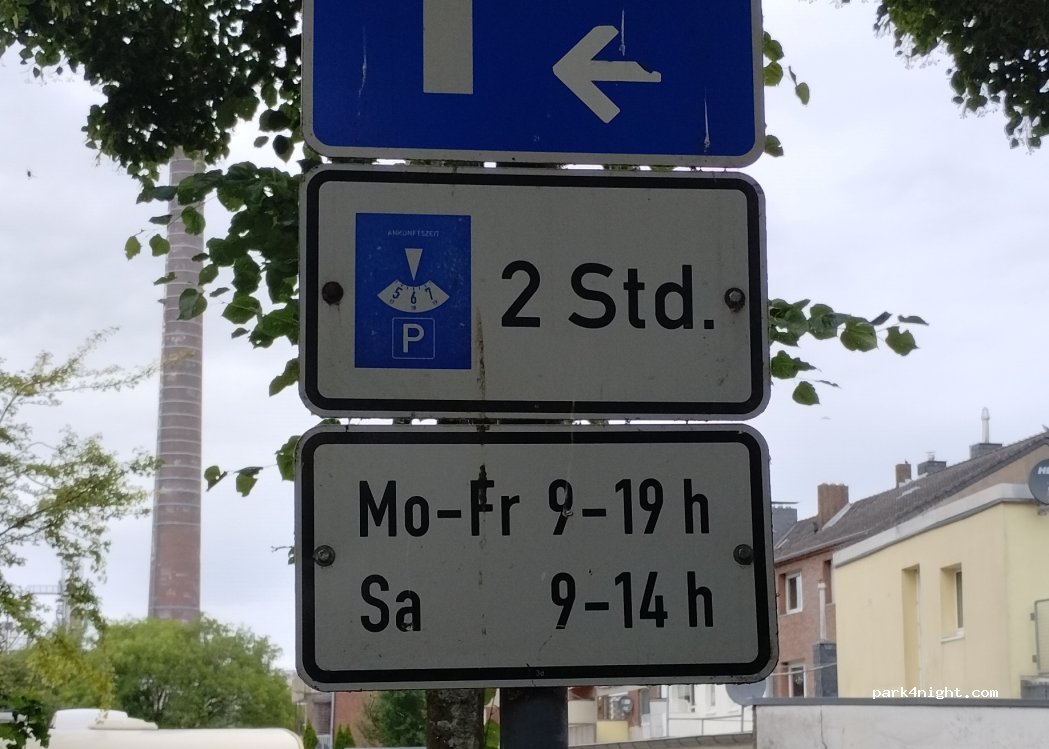 ANKUNFTSZEIT
5 6 7
P
2 Std.
Mo-Fr 9-19 h
Sa 9-14 h
park4night.com